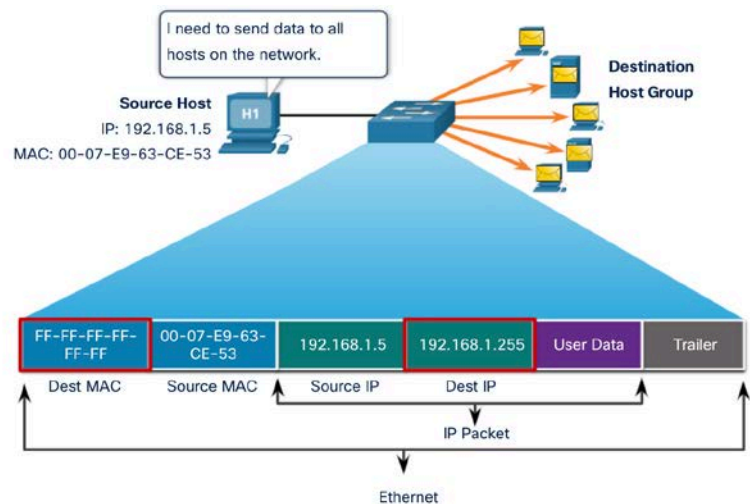 I need to send data to all
hosts on the network.
Source Host
IP: 192.168.1.5
MAC: 00-07-E9-63-CE-53
H1
Destination
Host Group
FF-FF-FF-FF-
FF-FF
00-07-E9-63-
CE-53
192.168.1.5
192.168.1.255
User Data
Trailer
Dest MAC
Source MAC
Source IP
Dest IP
IP Packet
Ethernet